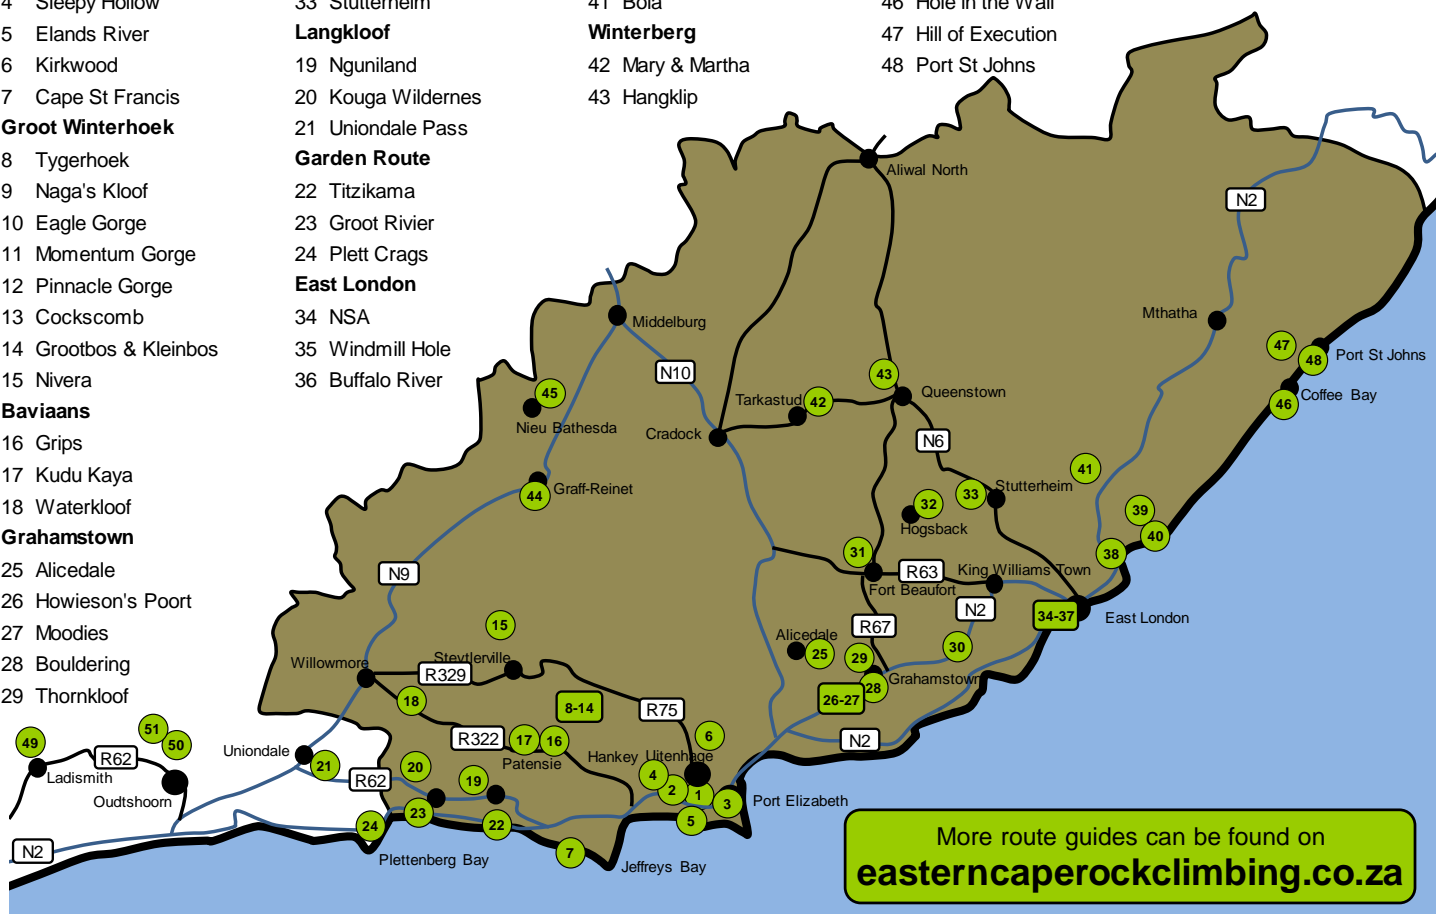 4 Sleepy Hollow
5 Elands River
6 Kirkwood
7 Cape St Francis
Groot Winterhoek
8 Tygerhoek
9 Naga's Kloof
10 Eagle Gorge
11 Momentum Gorge
12 Pinnacle Gorge
13 Cockscomb
14 Grootbos & Kleinbos
15 Nivera
Baviaans
16 Grips
17 Kudu Kaya
18 Waterkloof
Grahamstown
25 Alicedale
26 Howieson's Poort
27 Moodies
28 Bouldering
29 Thornkloof
33 Stutterheim
Langkloof
19 Nguniland
20 Kouga Wildernes
21 Uniondale Pass
Garden Route
22 Titzikama
23 Groot Rivier
24 Plett Crags
East London
34 NSA
35 Windmill Hole
36 Buffalo River
41 Bola
Winterberg
42 Mary & Martha
43 Hangklip
46 Hole in the Wall
47 Hill of Execution
48 Port St Johns
Aliwal North
N2
Mthatha
Middelburg
47
48
Port St Johns
N10
43
45
Tarkastud
42
Queenstown
46
Coffee Bay
Nieu Bathesda
Cradock
N6
41
44
Graff-Reinet
33
Stutterheim
32
Hogsback
39
40
31
38
N9
R63
King Williams Town
Fort Beaufort
N2
34-37
East London
15
R67
Alicedale
25
29
30
Willowmore
Steytlerville
R329
Grahamstown
28
26-27
18
8-14
R75
49
51
50
R62
Ladismith
Oudtshoorn
Uniondale
21
R322
17
16
Patensie
Hankey
Uitenhage
6
N2
R62
20
19
4
2
1
3
Port Elizabeth
23
22
5
24
N2
Plettenberg Bay
7
Jeffreys Bay
More route guides can be found on
easterncaperockclimbing.co.za